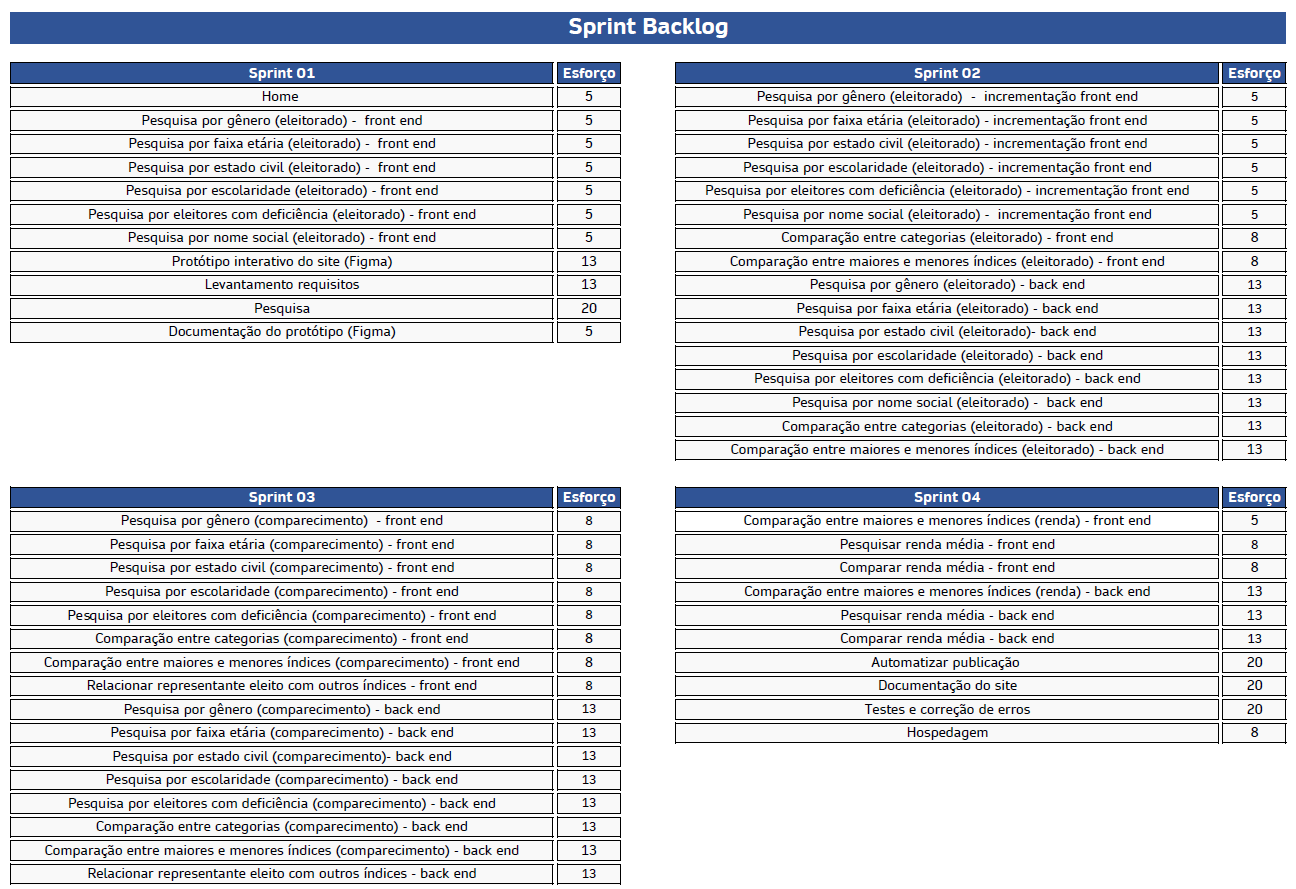 Sprint Backlog
Sprint 01 Esforço
Home 5
Pesquisa por gênero (eleitorado) - front end 5
Pesquisa por faixa etária (eleitorado) - front end 5
Pesquisa por estado civil (eleitorado) - front end 5
Pesquisa por escolaridade (eleitorado) - front end 5
Pesquisa por eleitores com deficiência (eleitorado) - front end 5
Pesquisa por nome social (eleitorado) - front end 5
Protótipo interativo do site (Figma) 13
Levantamento requisitos 13
Pesquisa 20
Documentação do protótipo (Figma) 5
Sprint 02 Esforço
Pesquisa por gênero (eleitorado) - incrementação front end 5
Pesquisa por faixa etária (eleitorado) - incrementação front end 5
Pesquisa por estado civil (eleitorado) - incrementação front end 5
Pesquisa por escolaridade (eleitorado) - incrementação front end 5
Pesquisa por eleitores com deficiência (eleitorado) - incrementação front end 5
Pesquisa por nome social (eleitorado) - incrementação front end 5
Comparação entre categorias (eleitorado) - front end 8
Comparação entre maiores e menores índices (eleitorado) - front end 8
Pesquisa por gênero (eleitorado) - back end 13
Pesquisa por faixa etária (eleitorado) - back end 13
Pesquisa por estado civil (eleitorado)- back end 13
Pesquisa por escolaridade (eleitorado) - back end 13
Pesquisa por eleitores com deficiência (eleitorado) - back end 13
Pesquisa por nome social (eleitorado) - back end 13
Comparação entre categorias (eleitorado) - back end 13
Comparação entre maiores e menores índices (eleitorado) - back end 13
Sprint 03 Esforço
Pesquisa por gênero (comparecimento) - front end 8
Pesquisa por faixa etária (comparecimento) - front end 8
Pesquisa por estado civil (comparecimento) - front end 8
Pesquisa por escolaridade (comparecimento) - front end 8
Pesquisa por eleitores com deficiência (comparecimento) - front end 8
Comparação entre categorias (comparecimento) - front end 8
Comparação entre maiores e menores índices (comparecimento) - front end 8
Relacionar representante eleito com outros índices - front end 8
Pesquisa por gênero (comparecimento) - back end 13
Pesquisa por faixa etária (comparecimento) - back end 13
Pesquisa por estado civil (comparecimento)- back end 13
Pesquisa por escolaridade (comparecimento) - back end 13
Pesquisa por eleitores com deficiência (comparecimento) - back end 13
Comparação entre categorias (comparecimento) - back end 13
Comparação entre maiores e menores índices (comparecimento) - back end 13
Relacionar representante eleito com outros índices - back end 13
Sprint 04 Esforço
Comparação entre maiores e menores índices (renda) - front end 5
Pesquisar renda média - front end 8
Comparar renda média - front end 8
Comparação entre maiores e menores índices (renda) - back end 13
Pesquisar renda média - back end 13
Comparar renda média - back end 13
Automatizar publicação 20
Documentação do site 20
Testes e correção de erros 20
Hospedagem 8